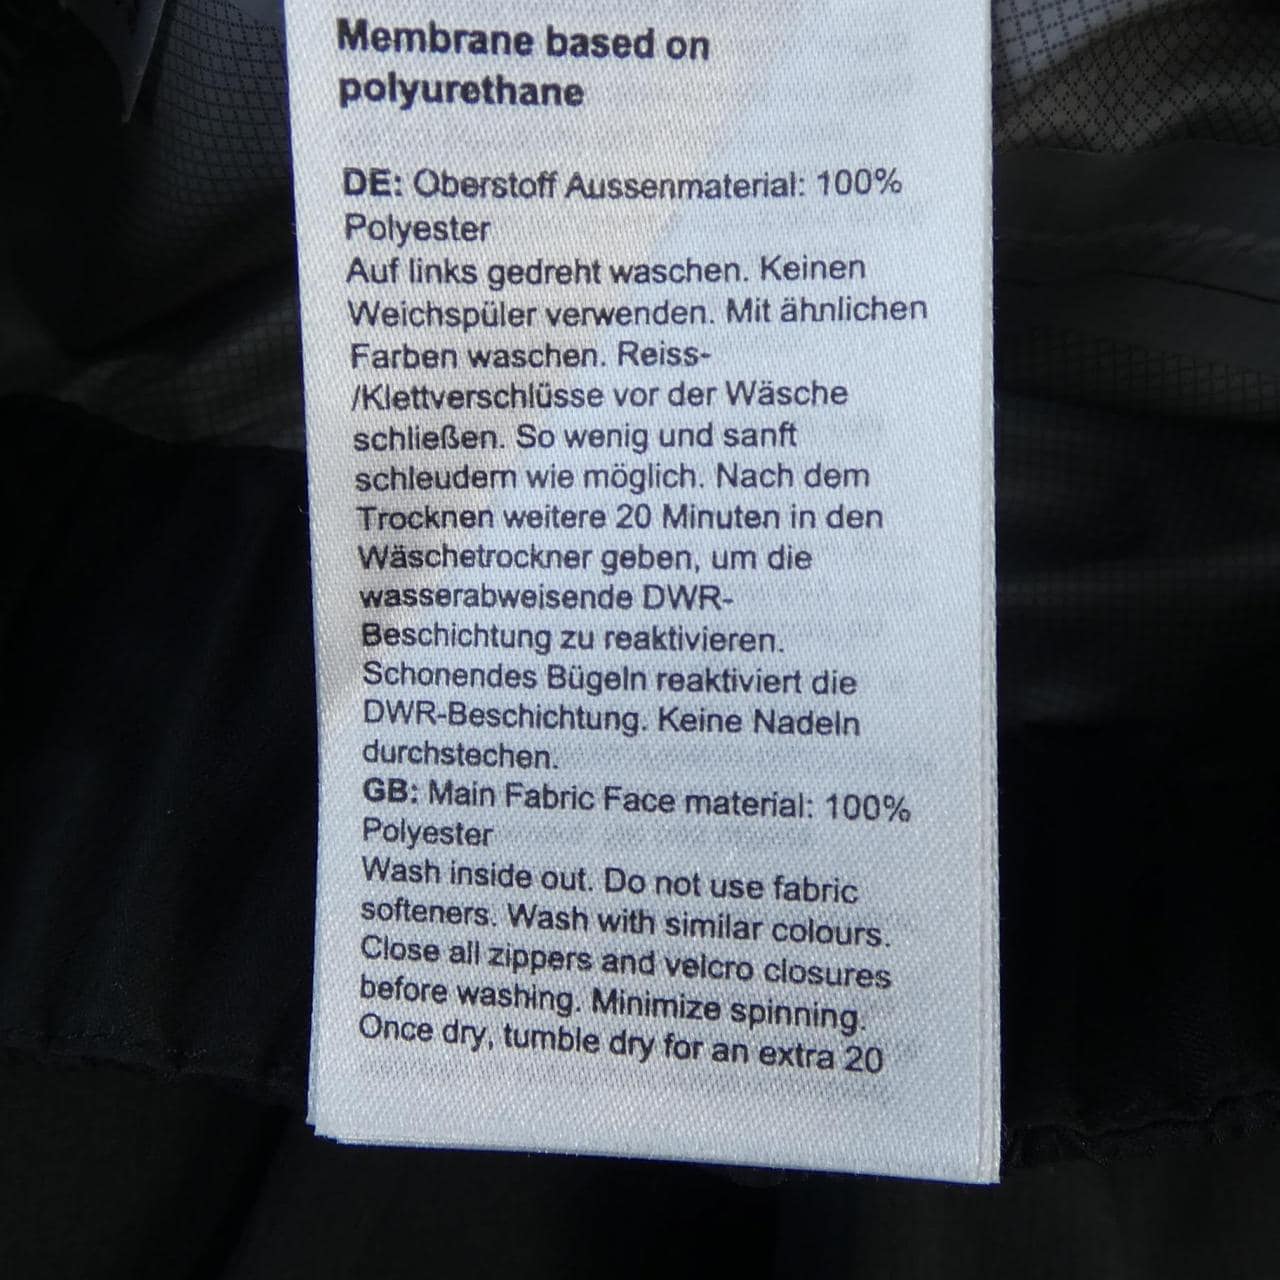 Membrane based on
polyurethane
DE: Oberstoff Aussenmaterial: 100%
Polyester
Auf links gedreht waschen. Keinen
Weichspüler verwenden. Mit ähnlichen
Farben waschen. Reiss-
/Klettverschlüsse vor der Wäsche
schließen. So wenig und sanft
schleudern wie möglich. Nach dem
Trocknen weitere 20 Minuten in den
Wäschetrockner geben, um die
wasserabweisende DWR-
Beschichtung zu reaktivieren.
Schonendes Bügeln reaktiviert die
DWR-Beschichtung. Keine Nadeln
durchstechen.
GB: Main Fabric Face material: 100%
Polyester
Wash inside out. Do not use fabric
softeners. Wash with similar colours.
Close all zippers and velcro closures
before washing. Minimize spinning.
Once dry, tumble dry for an extra 20